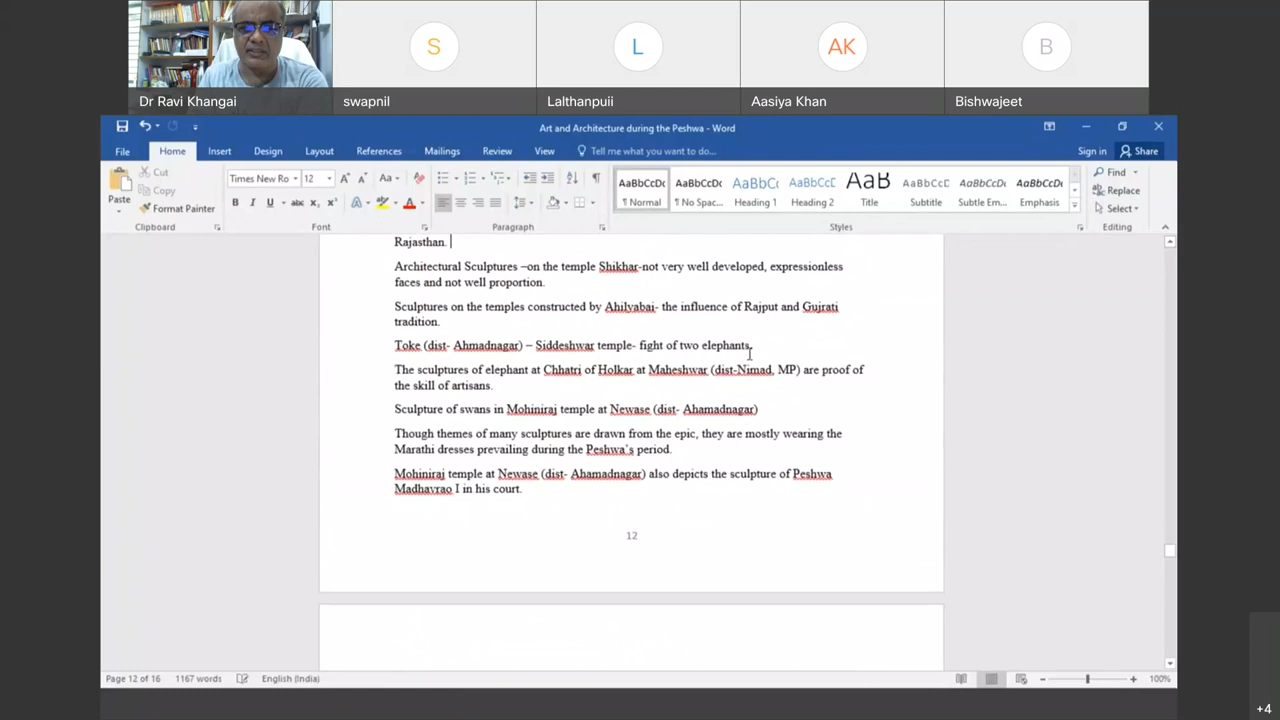 S
L
AK
B
Dr Ravi Khangai
swapnil
Lalthanpuii
Aasiya Khan
Bishwajeet
Art and Architecture during the Peshwa - Word
File
Home
Insert
Design
Layout
References
Mailings
Review
View
Tell me what you want to do...
Sign in
Share
Paste
Cut
Copy
Format Painter
Clipboard
Times New Ro
12
Font
Paragraph
AaBbCcDc
¶ Normal
AaBbCcDc
¶ No Spac...
AaBbC
Heading 1
AaBbCc
Heading 2
AaB
Title
AaBbCcD
Subtitle
AaBbCcDc
Subtle Em...
AaBbCcDc
Emphasis
Styles
Find
Replace
Select
Editing
Rajasthan.
Architectural Sculptures –on the temple Shikhar-not very well developed, expressionless
faces and not well proportion.
Sculptures on the temples constructed by Ahilyabai- the influence of Rajput and Gujrati
tradition.
Toke (dist- Ahmadnagar) – Siddeshwar temple- fight of two elephants.
The sculptures of elephant at Chhatri of Holkar at Maheshwar (dist-Nimad, MP) are proof of
the skill of artisans.
Sculpture of swans in Mohiniraj temple at Newase (dist- Ahamadnagar)
Though themes of many sculptures are drawn from the epic, they are mostly wearing the
Marathi dresses prevailing during the Peshwa's period.
Mohiniraj temple at Newase (dist- Ahamadnagar) also depicts the sculpture of Peshwa
Madhavrao I in his court.
12
Page 12 of 16
1167 words
English (India)
100%
+4